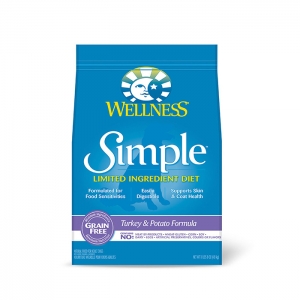 WELLNESS
Simple
LIMITED INGREDIENT DIET
Formulated for
Food Sensitivities
Easily
Digestible
Supports Skin
& Coat Health
Turkey & Potato Formula
GRAIN
FREE
NO: